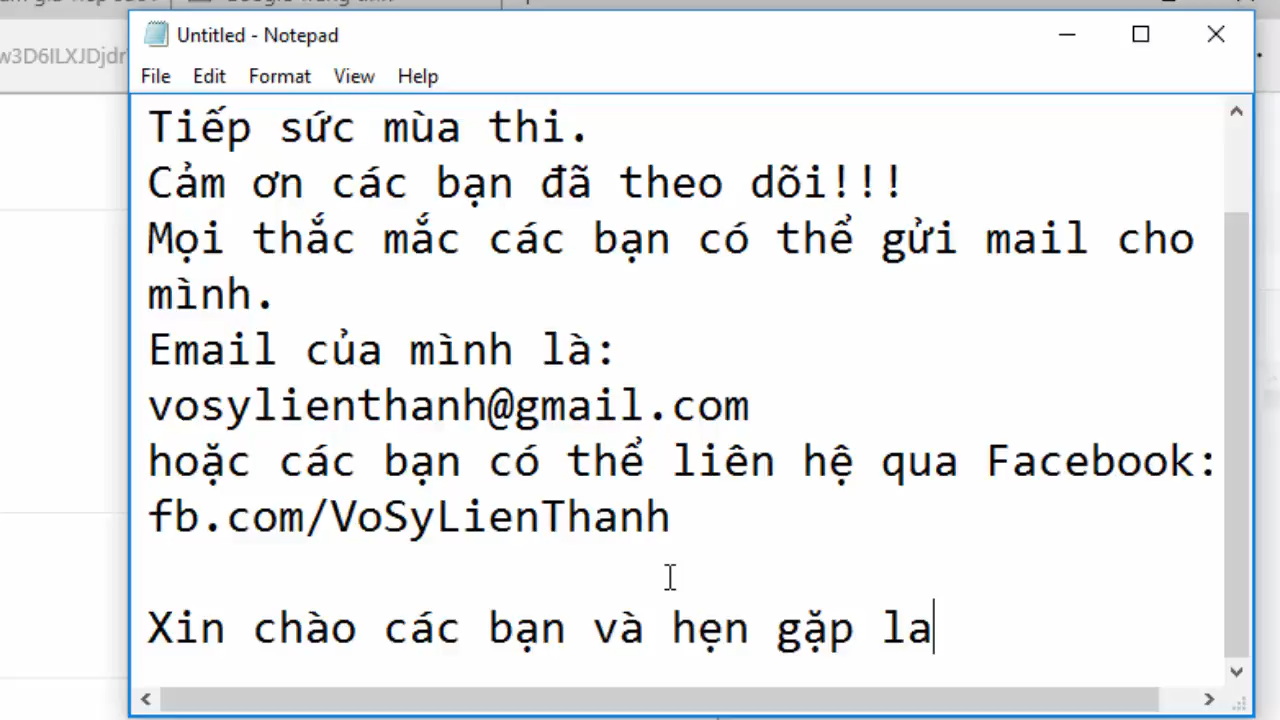 Untitled - Notepad
w3D6ILXJDjdr
File Edit Format View Help
Tiếp sức mùa thi.
Cảm ơn các bạn đã theo dõi!!!
Mọi thắc mắc các bạn có thể gửi mail cho
mình.
Email của mình là:
vosylienthanh@gmail.com
hoặc các bạn có thể liên hệ qua Facebook:
fb.com/VoSyLienThanh
Xin chào các bạn và hẹn gặp la